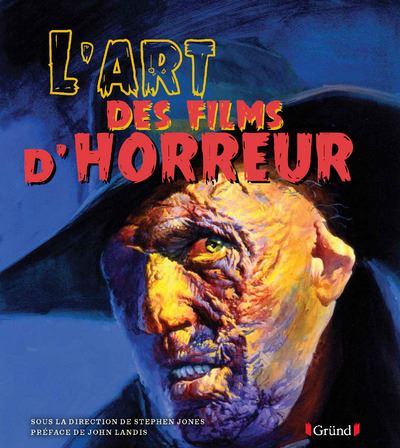 L'ART
DES FILMS
D'HORREUR
SOUS LA DIRECTION DE STEPHEN JONES
PRÉFACE DE JOHN LANDIS
Gründ